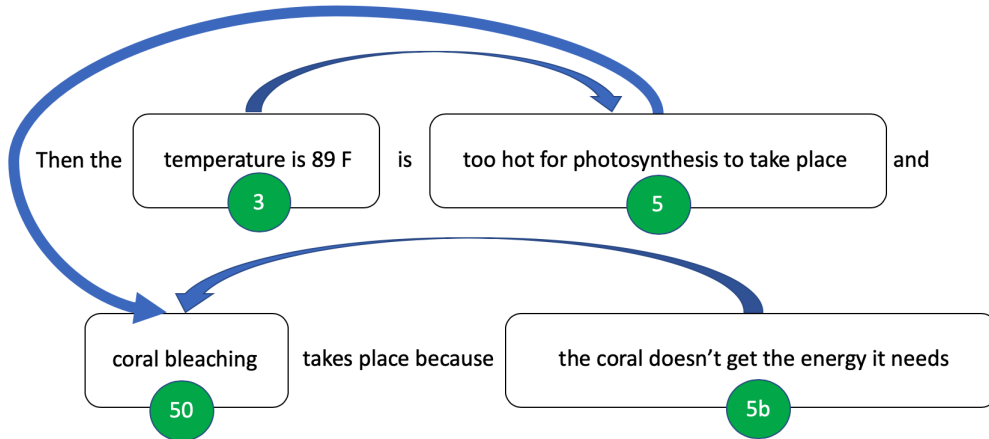 Then the temperature is 89 F is too hot for photosynthesis to take place and
3 5
coral bleaching takes place because the coral doesn’t get the energy it needs
50 5b